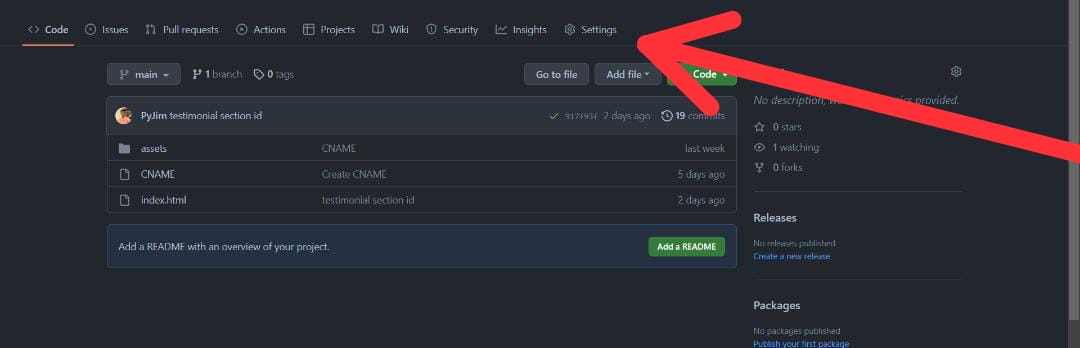 Code Issues Pull requests Actions Projects Wiki Security Insights Settings
main 1 branch 0 tags Go to file Add file Code
No description, provided.
PyJim testimonial section id 917f93f 2 days ago 19 commits
0 stars
assets CNAME last week
1 watching
CNAME Create CNAME 5 days ago
0 forks
index.html testimonial section id 2 days ago
Releases
Add a README with an overview of your project. Add a README
No releases published
Create a new release
Packages
No packages published
Publish your first package